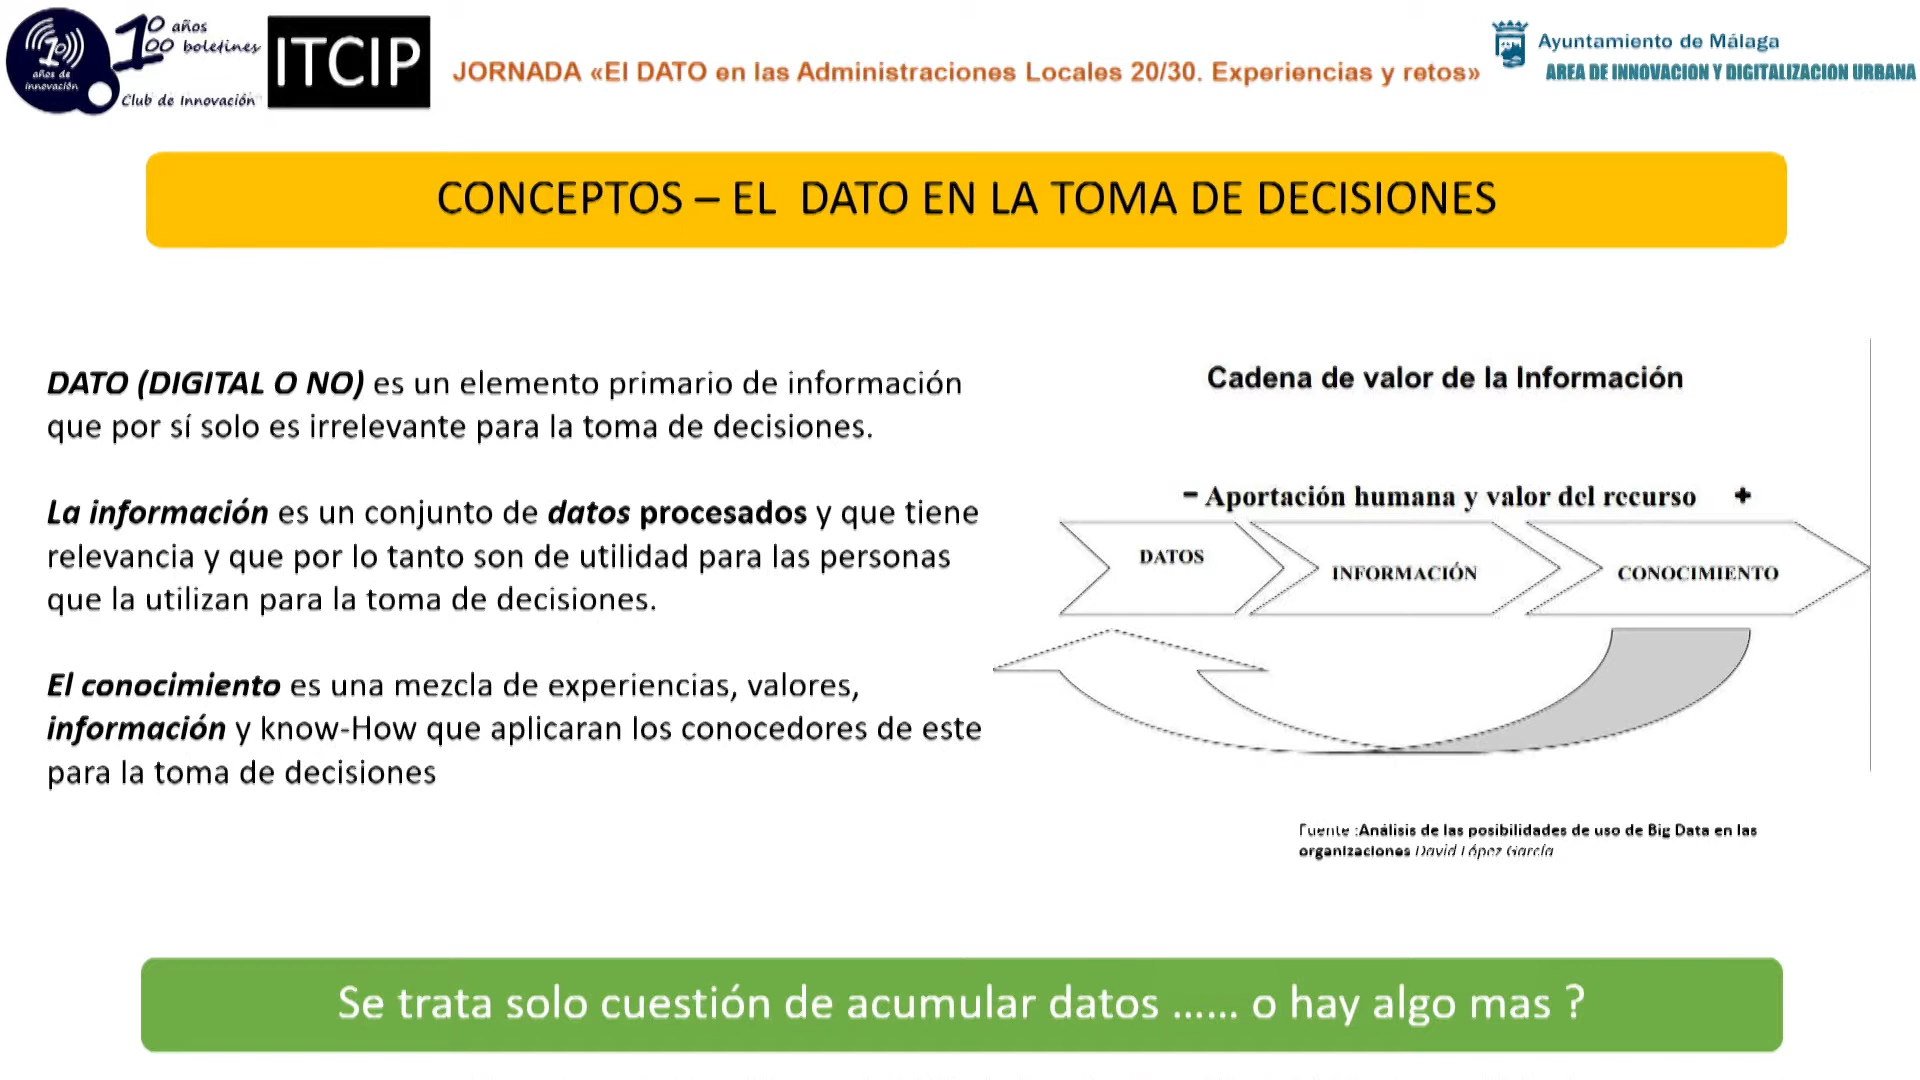 10 años
100 boletines
10
años de
innovación
Club de Innovación
ITCIP
JORNADA «El DATO en las Administraciones Locales 20/30. Experiencias y retos»
Ayuntamiento de Málaga
AREA DE INNOVACION Y DIGITALIZACION URBANA
CONCEPTOS – EL DATO EN LA TOMA DE DECISIONES
DATO (DIGITAL O NO) es un elemento primario de información
que por sí solo es irrelevante para la toma de decisiones.
La información es un conjunto de datos procesados y que tiene
relevancia y que por lo tanto son de utilidad para las personas
que la utilizan para la toma de decisiones.
El conocimiento es una mezcla de experiencias, valores,
información y know-How que aplicaran los conocedores de este
para la toma de decisiones
Cadena de valor de la Información
- Aportación humana y valor del recurso +
DATOS
INFORMACIÓN
CONOCIMIENTO
Fuente :Análisis de las posibilidades de uso de Big Data en las
organizaciones David López García
Se trata solo cuestión de acumular datos ...... o hay algo mas ?